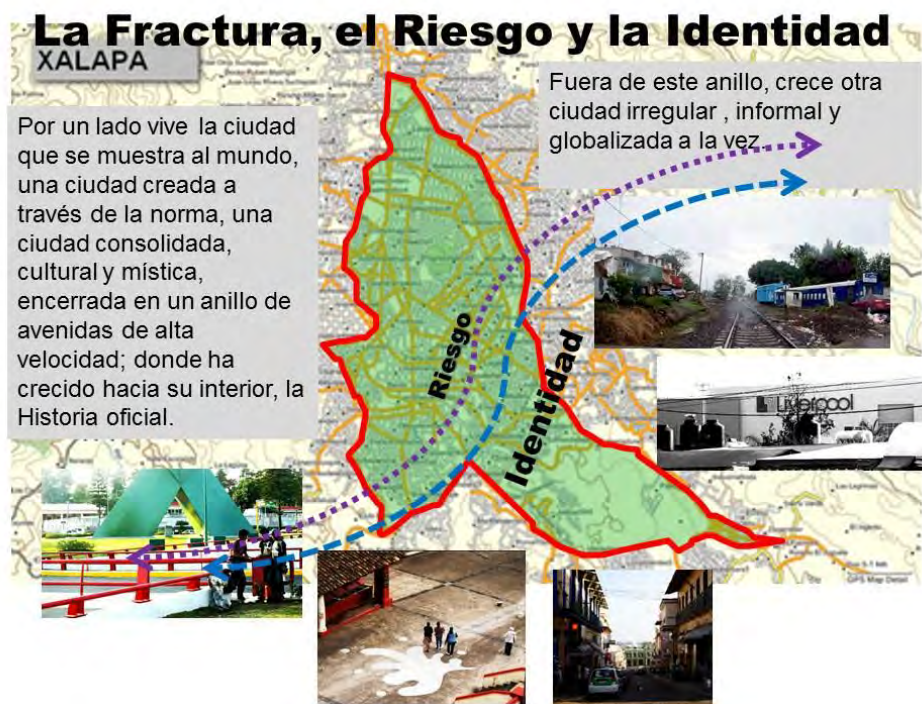 La Fractura, el Riesgo y la Identidad
XALAPA
Por un lado vive la ciudad
que se muestra al mundo,
una ciudad creada a
través de la norma, una
ciudad consolidada,
cultural y mística,
encerrada en un anillo de
avenidas de alta
velocidad; donde ha
crecido hacia su interior, la
Historia oficial.
Fuera de este anillo, crece otra
ciudad irregular , informal y
globalizada a la vez.
Riesgo
Identidad
Liverpool
GPS Map Detail